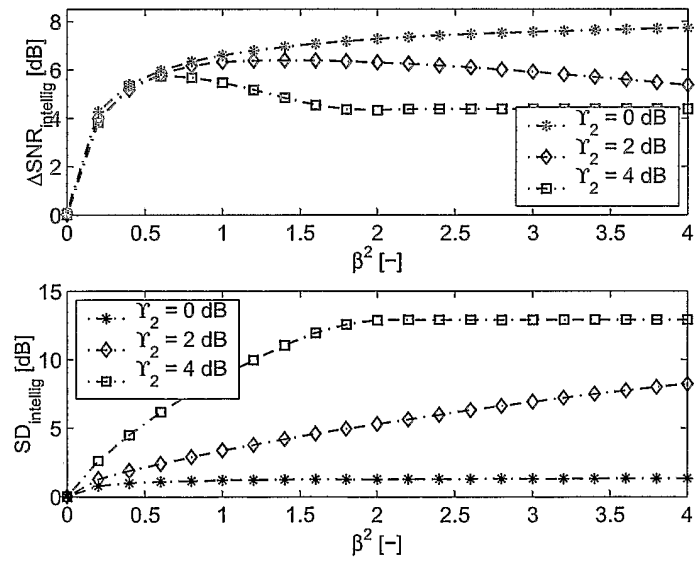 8
6
4
2
0
ΔSNR_intellig [dB]
ϒ2 = 0 dB
ϒ2 = 2 dB
ϒ2 = 4 dB
0 0.5 1 1.5 2 2.5 3 3.5 4
β² [−]
15
10
5
0
SD_intellig [dB]
ϒ2 = 0 dB
ϒ2 = 2 dB
ϒ2 = 4 dB
0 0.5 1 1.5 2 2.5 3 3.5 4
β² [−]